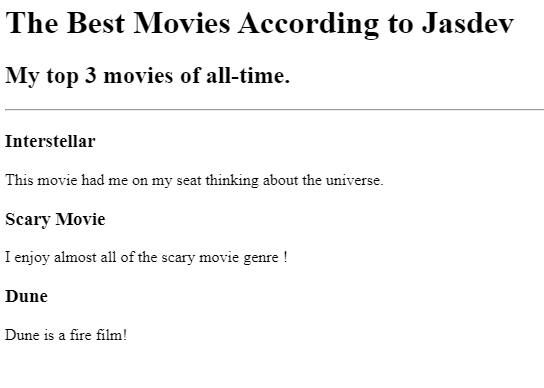 The Best Movies According to Jasdev
My top 3 movies of all-time.
Interstellar
This movie had me on my seat thinking about the universe.
Scary Movie
I enjoy almost all of the scary movie genre !
Dune
Dune is a fire film!